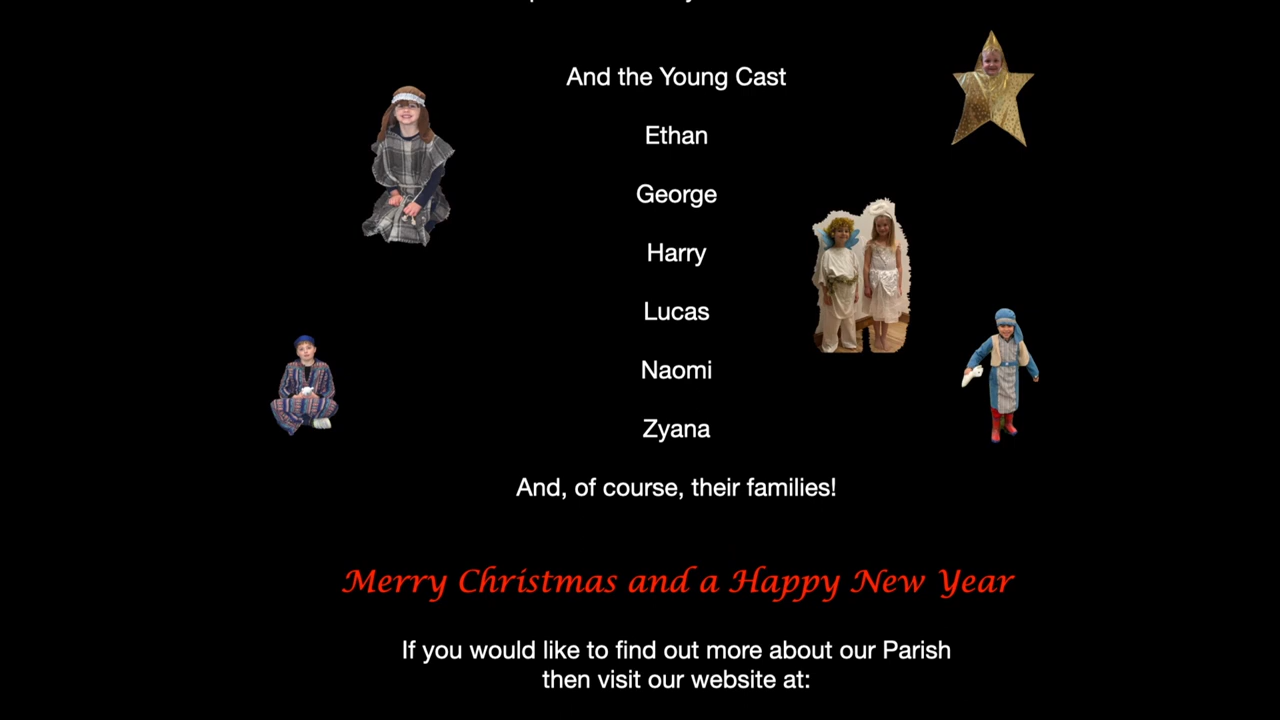 And the Young Cast
Ethan
George
Harry
Lucas
Naomi
Zyana
And, of course, their families!
Merry Christmas and a Happy New Year
If you would like to find out more about our Parish
then visit our website at: